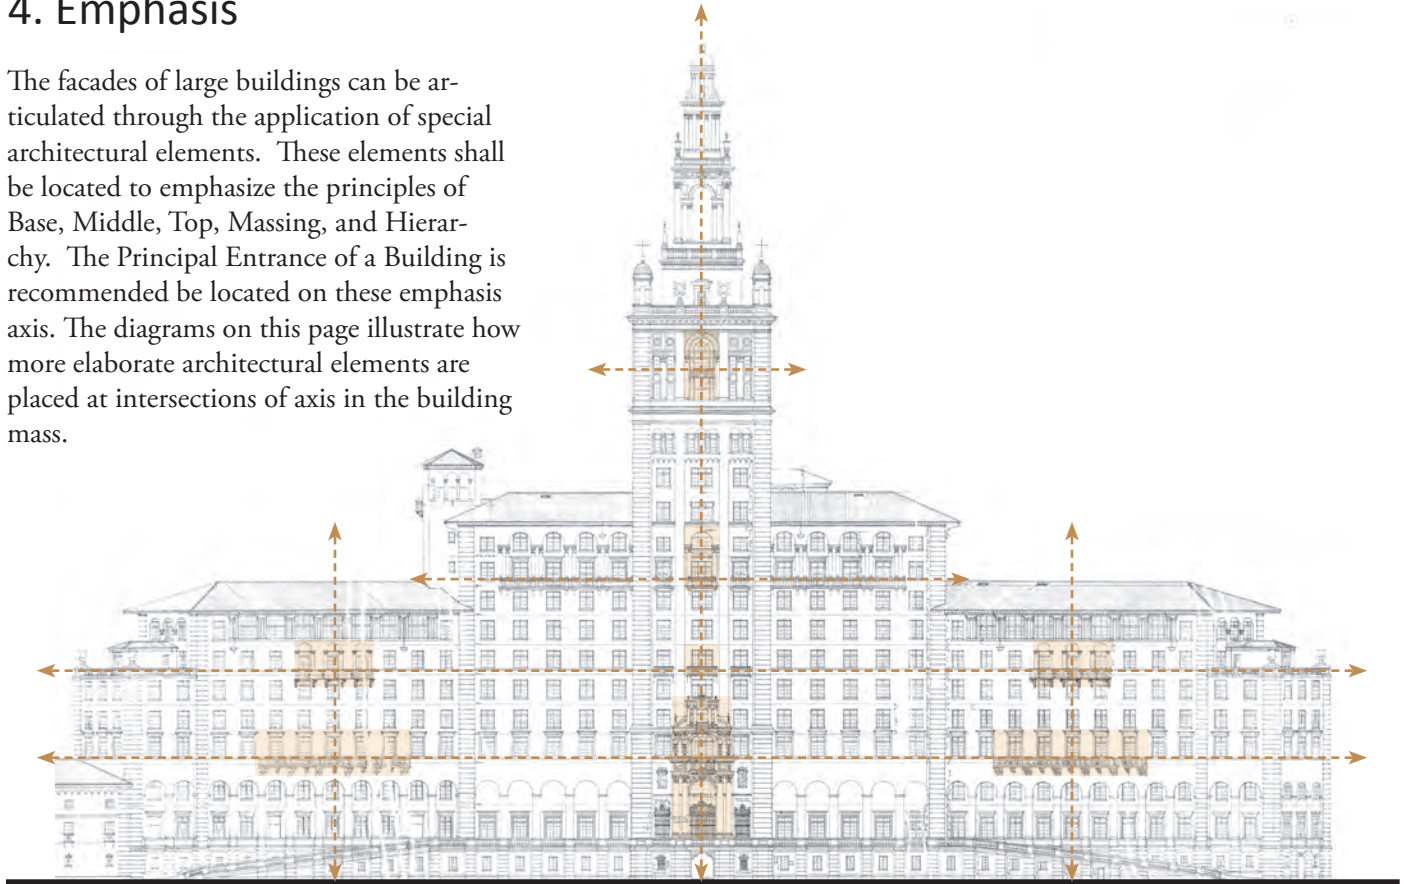 4. Emphasis
The facades of large buildings can be ar-
ticulated through the application of special
architectural elements.  These elements shall
be located to emphasize the principles of
Base, Middle, Top, Massing, and Hierar-
chy.  The Principal Entrance of a Building is
recommended be located on these emphasis
axis. The diagrams on this page illustrate how
more elaborate architectural elements are
placed at intersections of axis in the building
mass.